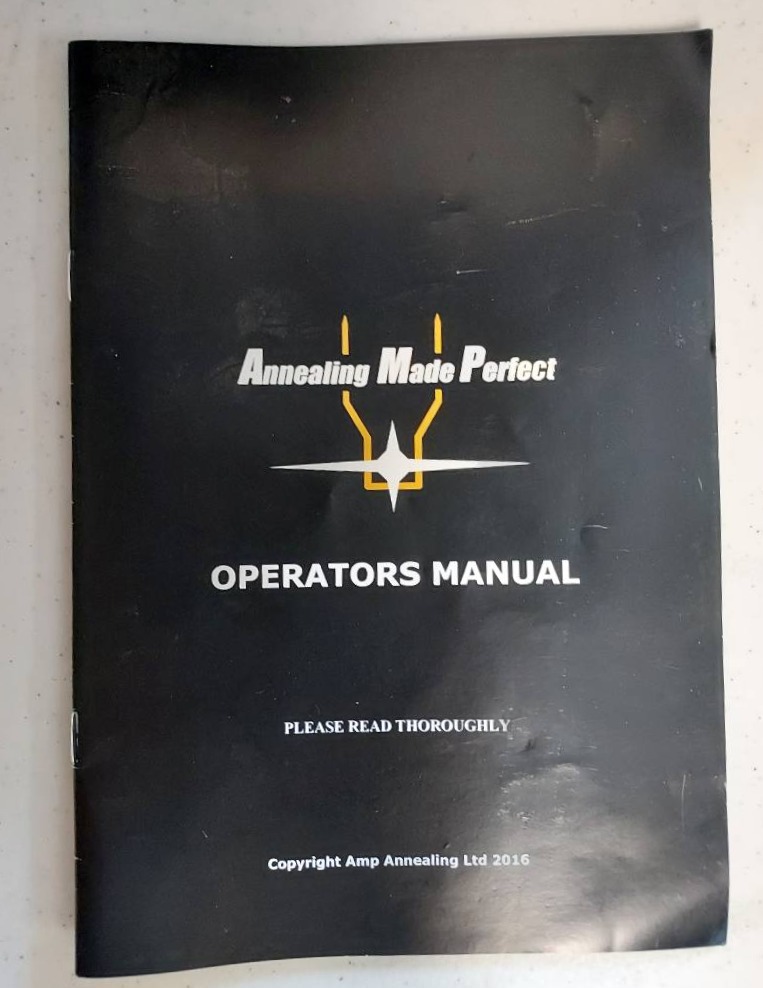 Annealing Made Perfect
OPERATORS MANUAL
PLEASE READ THOROUGHLY
Copyright Amp Annealing Ltd 2016